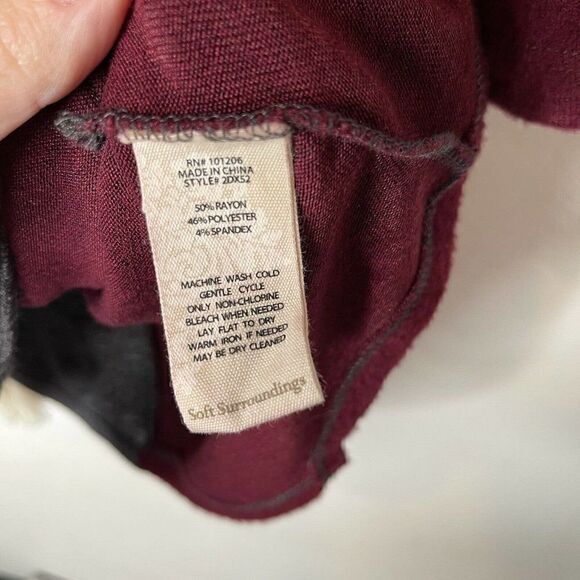 RN# 101206
MADE IN CHINA
STYLE# 2DX52
50% RAYON
46% POLYESTER
4% SPANDEX
MACHINE WASH COLD
GENTLE CYCLE
ONLY NON-CHLORINE
BLEACH WHEN NEEDED
LAY FLAT TO DRY
WARM IRON IF NEEDED
MAY BE DRY CLEANED
Soft Surroundings